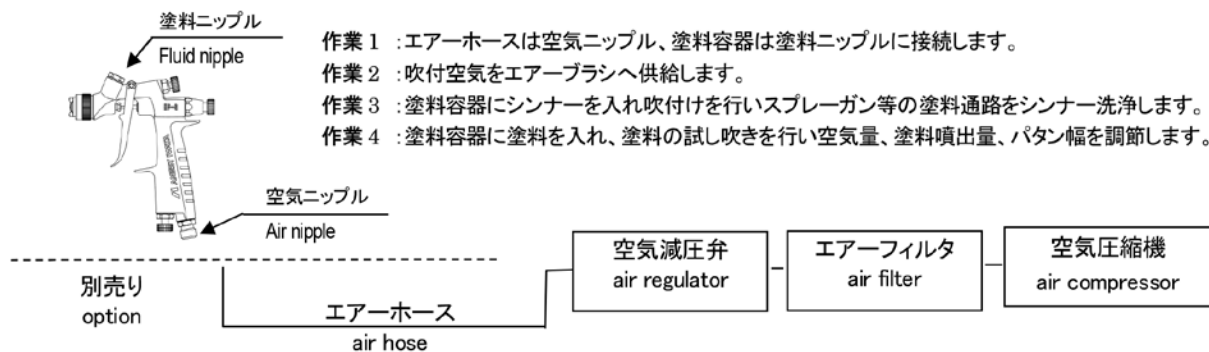 塗料ニップル
Fluid nipple
作業1 :エアーホースは空気ニップル、塗料容器は塗料ニップルに接続します。
作業2 :吹付空気をエアーブラシへ供給します。
作業3 :塗料容器にシンナーを入れ吹付けを行いスプレーガン等の塗料通路をシンナー洗浄します。
作業4 :塗料容器に塗料を入れ、塗料の試し吹きを行い空気量、塗料噴出量、パタン幅を調節します。
空気ニップル
Air nipple
別売り
option
エアーホース
air hose
空気減圧弁
air regulator
エアーフィルタ
air filter
空気圧縮機
air compressor